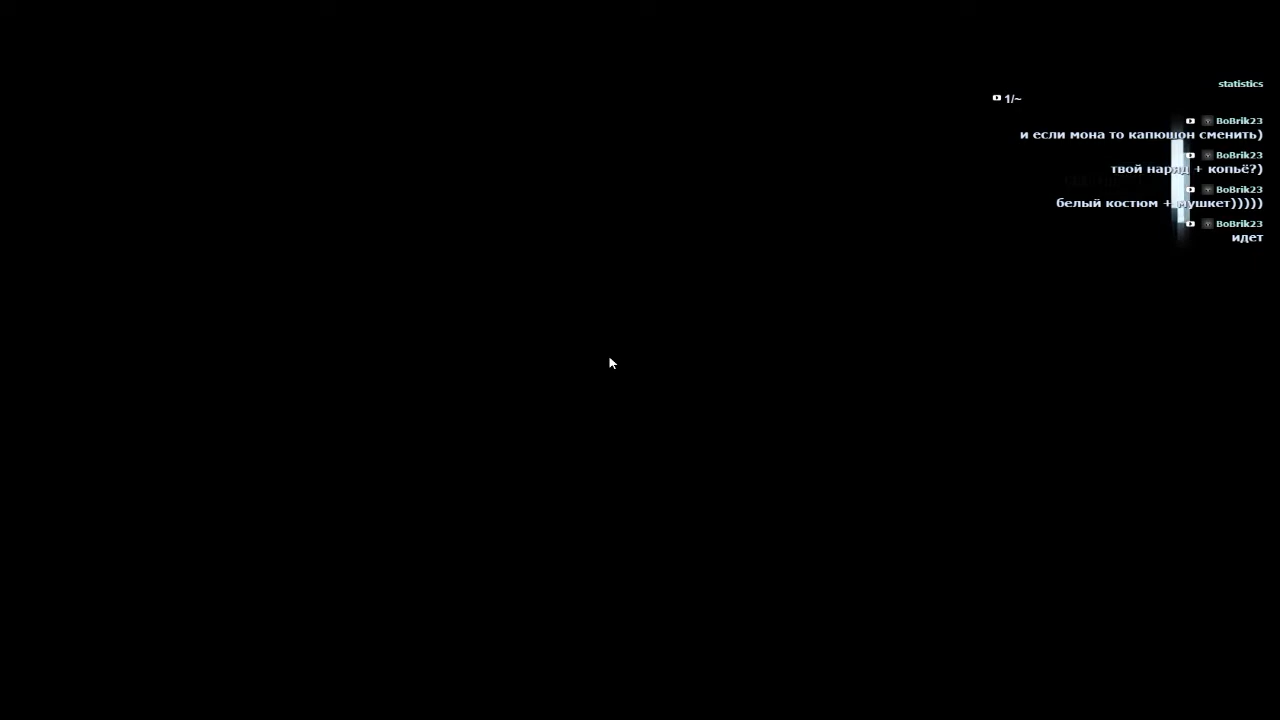 statistics
1/~
BoBrik23
и если мона то капюшон сменить)
BoBrik23
твой наряд + копьё?)
BoBrik23
белый костюм + мушкет)))))
BoBrik23
идет